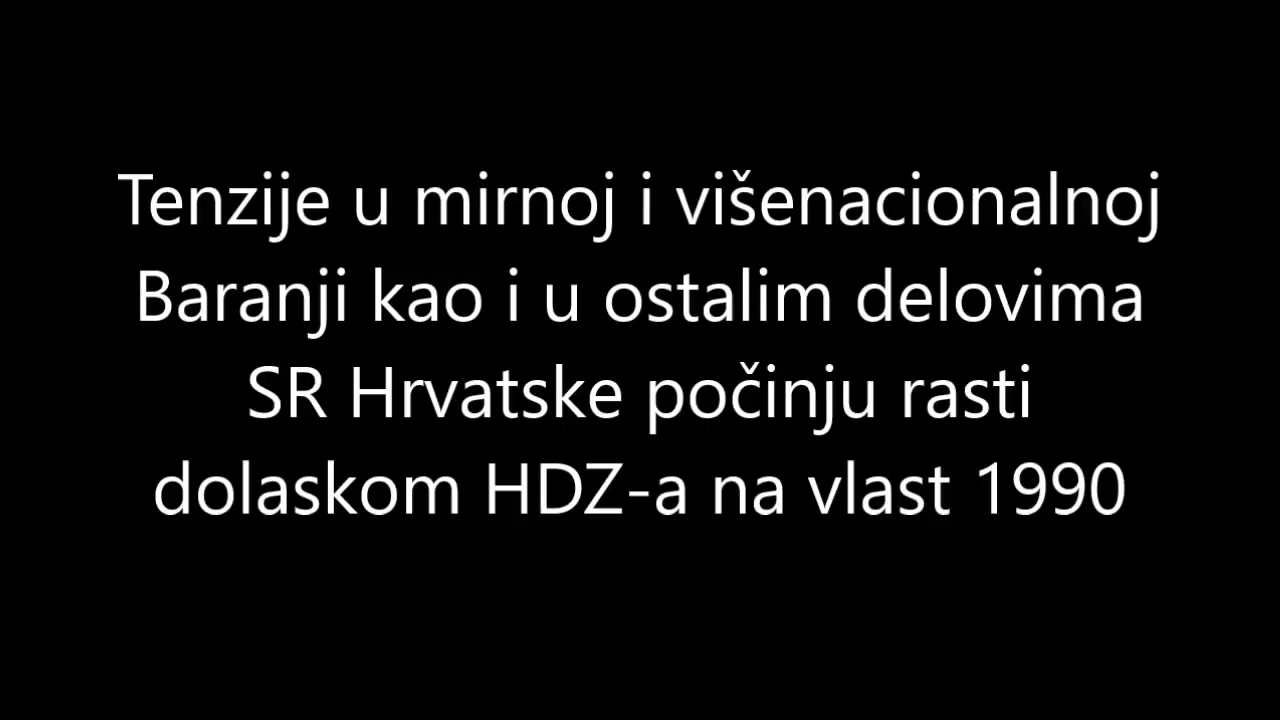 Tenzije u mirnoj i višenacionalnoj
Baranji kao i u ostalim delovima
SR Hrvatske počinju rasti
dolaskom HDZ-a na vlast 1990